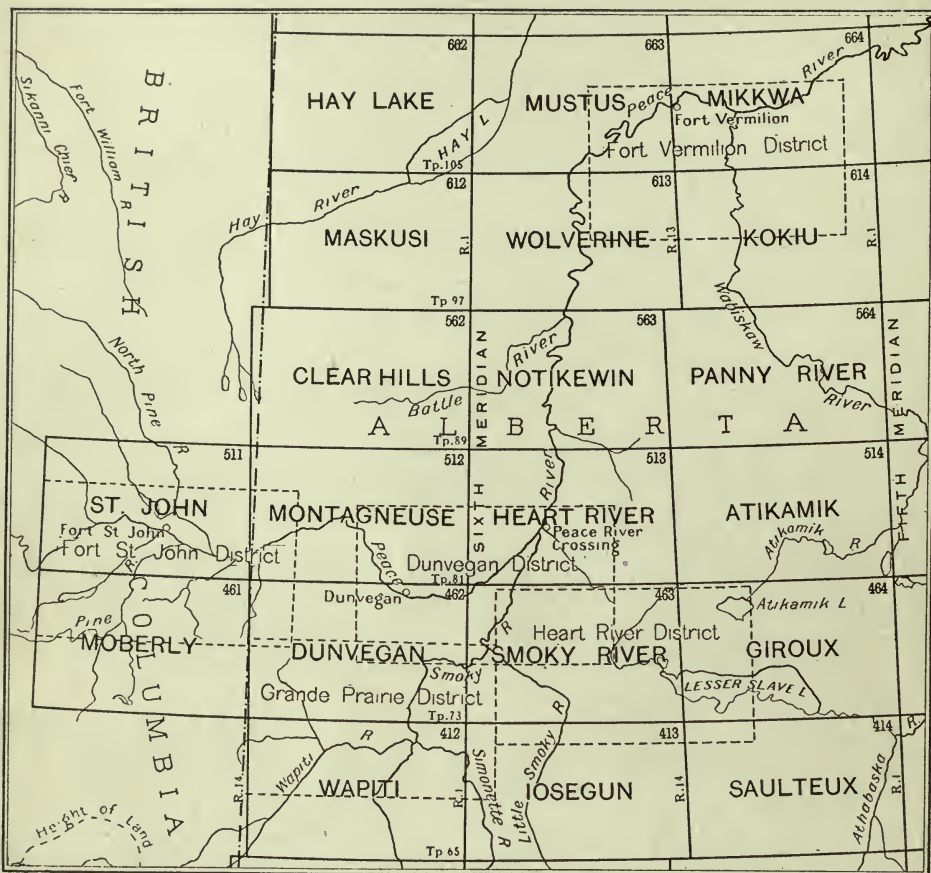 662
663
664
HAY LAKE
MUSTUS
MIKKWA
Peace
River
Fort Vermilion
Fort Vermilion District
HAY L
Tp.105
Sikanni Chief R
Fort William R
BRITISH
COLUMBIA
612
613
614
Hay River
MASKUSI
R.1
WOLVERINE
R.13
KOKIU
R.1
Tp 97
Wabiskaw River
562
563
564
North Pine R
CLEAR HILLS
NOTIKEWIN
PANNY RIVER
Battle River
ALBERTA
Tp.89
SIXTH MERIDIAN
FIFTH MERIDIAN
511
512
513
514
ST. JOHN
MONTAGNEUSE
HEART RIVER
ATIKAMIK
River
Fort St John
Fort St John District
R
Peace River
Crossing
Atikamik R
Peace
Dunvegan District
Tp.81
461
462
463
464
Dunvegan
Pine
MOBERLY
DUNVEGAN
SMOKY RIVER
GIROUX
Atikamik L
Heart River District
R
Smoky
LESSER SLAVE L
Grande Prairie District
Tp.73
412
413
414
Wapiti R
R.14
WAPITI
R.1
Simonette R
Little Smoky R
IOSEGUN
R.14
SAULTEUX
Athabaska R
Height of Land
Tp 65